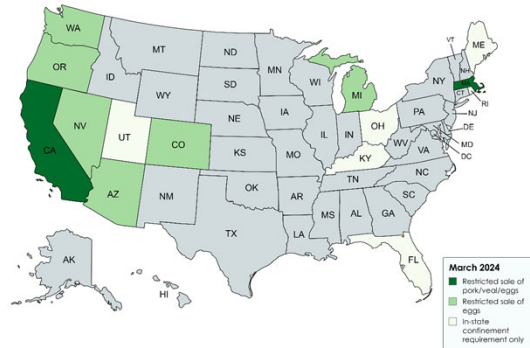 WA
MT
ND
MN
VT
ME
OR
ID
SD
WI
MI
NY
NH
MA
WY
IA
CT
RI
NV
NE
PA
NJ
UT
CO
IL
IN
OH
DE
CA
KS
MO
WV
VA
MD
KY
DC
AZ
NM
OK
AR
TN
NC
SC
MS
AL
GA
TX
LA
AK
HI
FL
March 2024
Restricted sale of
pork/veal/eggs
Restricted sale of
eggs
In-state
confinement
requirement only